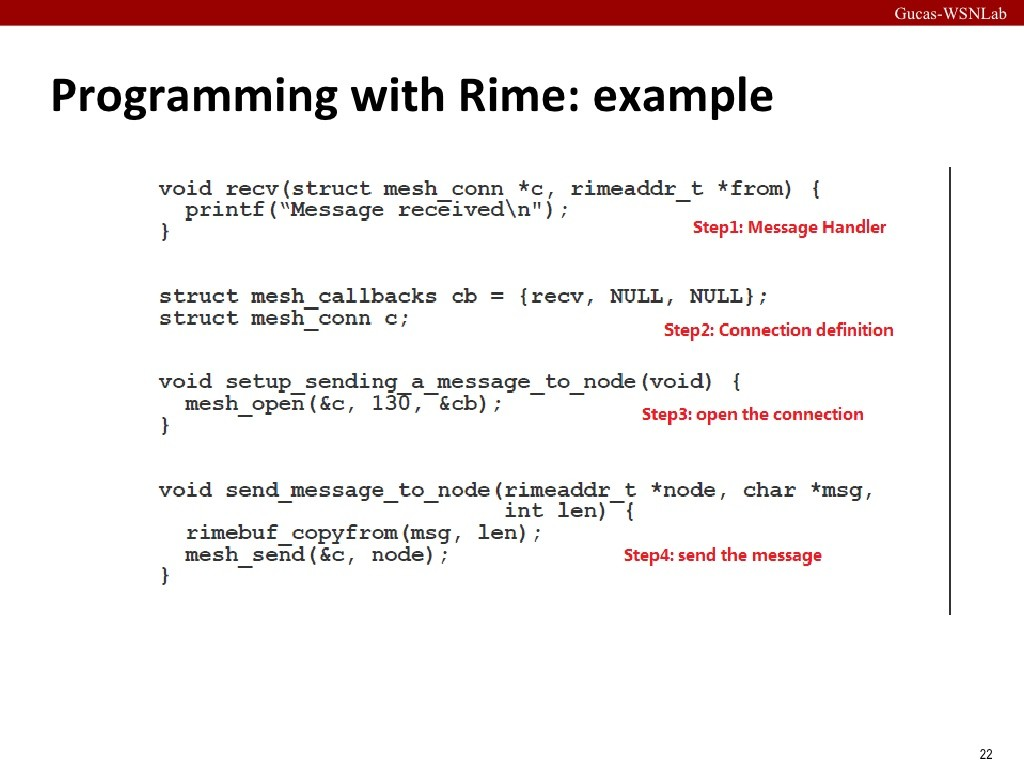 Gucas-WSNLab
Programming with Rime: example
void recv(struct mesh_conn *c, rimeaddr_t *from) {
  printf(“Message received\n");
}
Step1: Message Handler
struct mesh_callbacks cb = {recv, NULL, NULL};
struct mesh_conn c;
Step2: Connection definition
void setup_sending_a_message_to_node(void) {
  mesh_open(&c, 130, &cb);
}
Step3: open the connection
void send_message_to_node(rimeaddr_t *node, char *msg,
                          int len) {
  rimebuf_copyfrom(msg, len);
  mesh_send(&c, node);
}
Step4: send the message
22